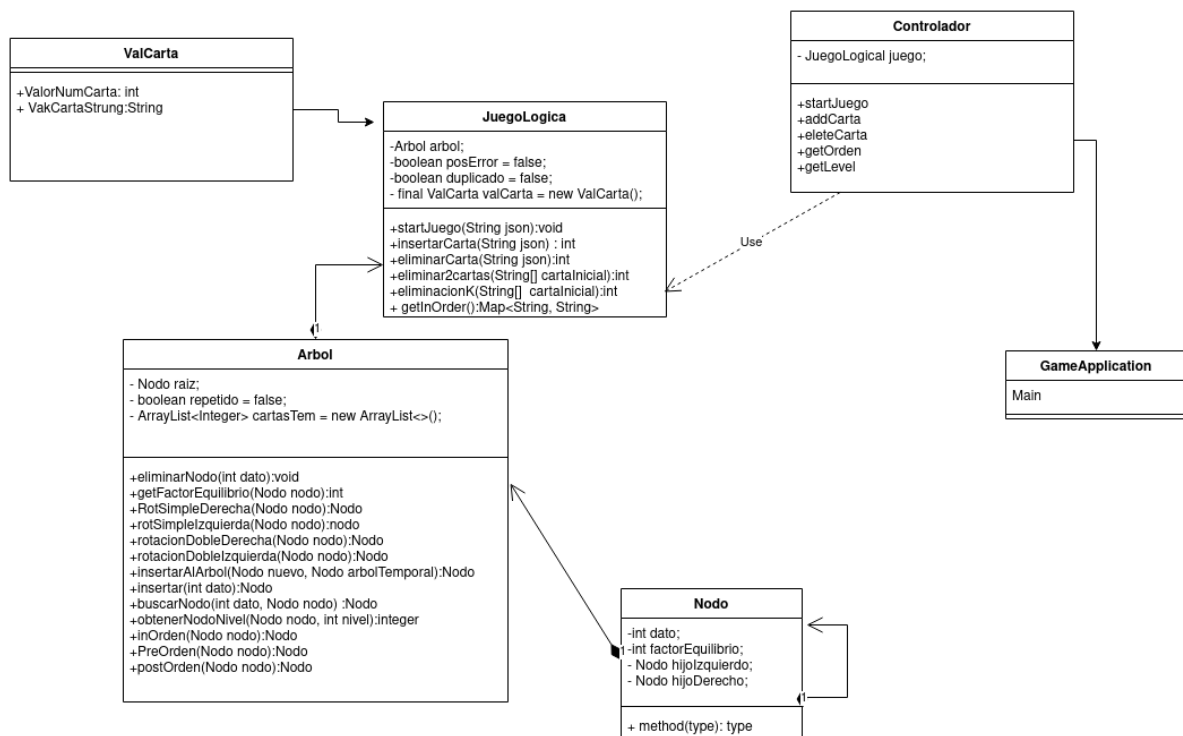 ValCarta
+ValorNumCarta: int
+ VakCartaStrung:String
JuegoLogica
-Arbol arbol;
-boolean posError = false;
-boolean duplicado = false;
- final ValCarta valCarta = new ValCarta();
+startJuego(String json):void
+insertarCarta(String json) : int
+eliminarCarta(String json):int
+eliminar2cartas(String[] cartaInicial):int
+eliminacionK(String[] cartaInicial):int
+ getInOrder():Map<String, String>
Controlador
- JuegoLogical juego;
+startJuego
+addCarta
+eleteCarta
+getOrden
+getLevel
Use
GameApplication
Main
1
Arbol
- Nodo raiz;
- boolean repetido = false;
- ArrayList<Integer> cartasTem = new ArrayList<>();
+eliminarNodo(int dato):void
+getFactorEquilibrio(Nodo nodo):int
+RotSimpleDerecha(Nodo nodo):Nodo
+rotSimpleIzquierda(Nodo nodo):nodo
+rotacionDobleDerecha(Nodo nodo):Nodo
+rotacionDobleIzquierda(Nodo nodo):Nodo
+insertarAlArbol(Nodo nuevo, Nodo arbolTemporal):Nodo
+insertar(int dato):Nodo
+buscarNodo(int dato, Nodo nodo) :Nodo
+obtenerNodoNivel(Nodo nodo, int nivel):integer
+inOrden(Nodo nodo):Nodo
+PreOrden(Nodo nodo):Nodo
+postOrden(Nodo nodo):Nodo
Nodo
-int dato;
-int factorEquilibrio;
- Nodo hijoIzquierdo;
- Nodo hijoDerecho;
1
1
+ method(type): type